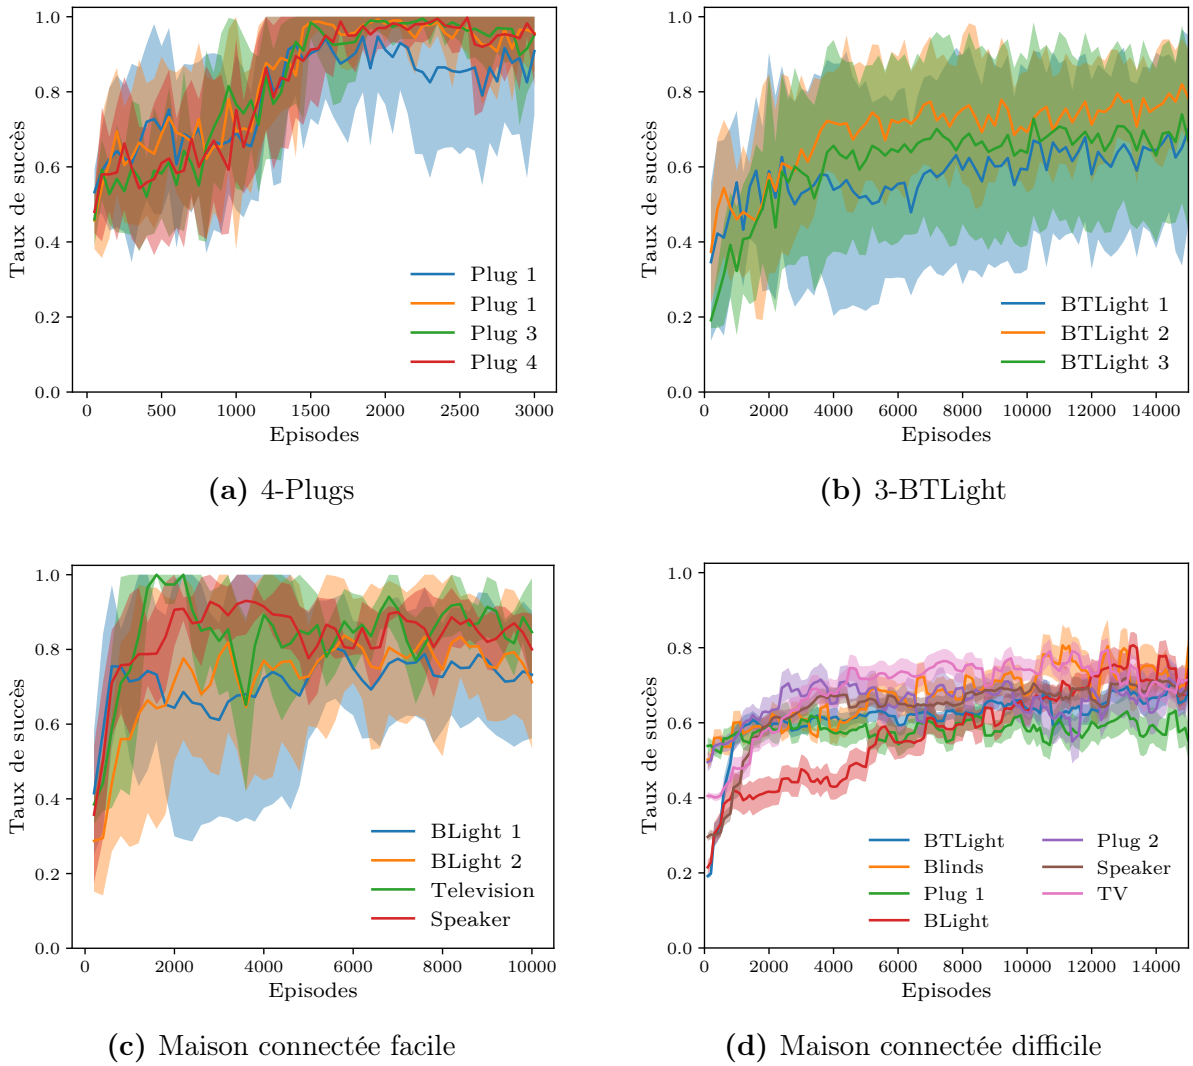 1.0
0.8
0.6
0.4
0.2
0.0
Taux de succès
Plug 1
Plug 1
Plug 3
Plug 4
0 500 1000 1500 2000 2500 3000
Episodes
(a) 4-Plugs
1.0
0.8
0.6
0.4
0.2
0.0
Taux de succès
BTLight 1
BTLight 2
BTLight 3
0 2000 4000 6000 8000 10000 12000 14000
Episodes
(b) 3-BTLight
1.0
0.8
0.6
0.4
0.2
0.0
Taux de succès
BLight 1
BLight 2
Television
Speaker
0 2000 4000 6000 8000 10000
Episodes
(c) Maison connectée facile
1.0
0.8
0.6
0.4
0.2
0.0
Taux de succès
BTLight
Blinds
Plug 1
BLight
Plug 2
Speaker
TV
0 2000 4000 6000 8000 10000 12000 14000
Episodes
(d) Maison connectée difficile